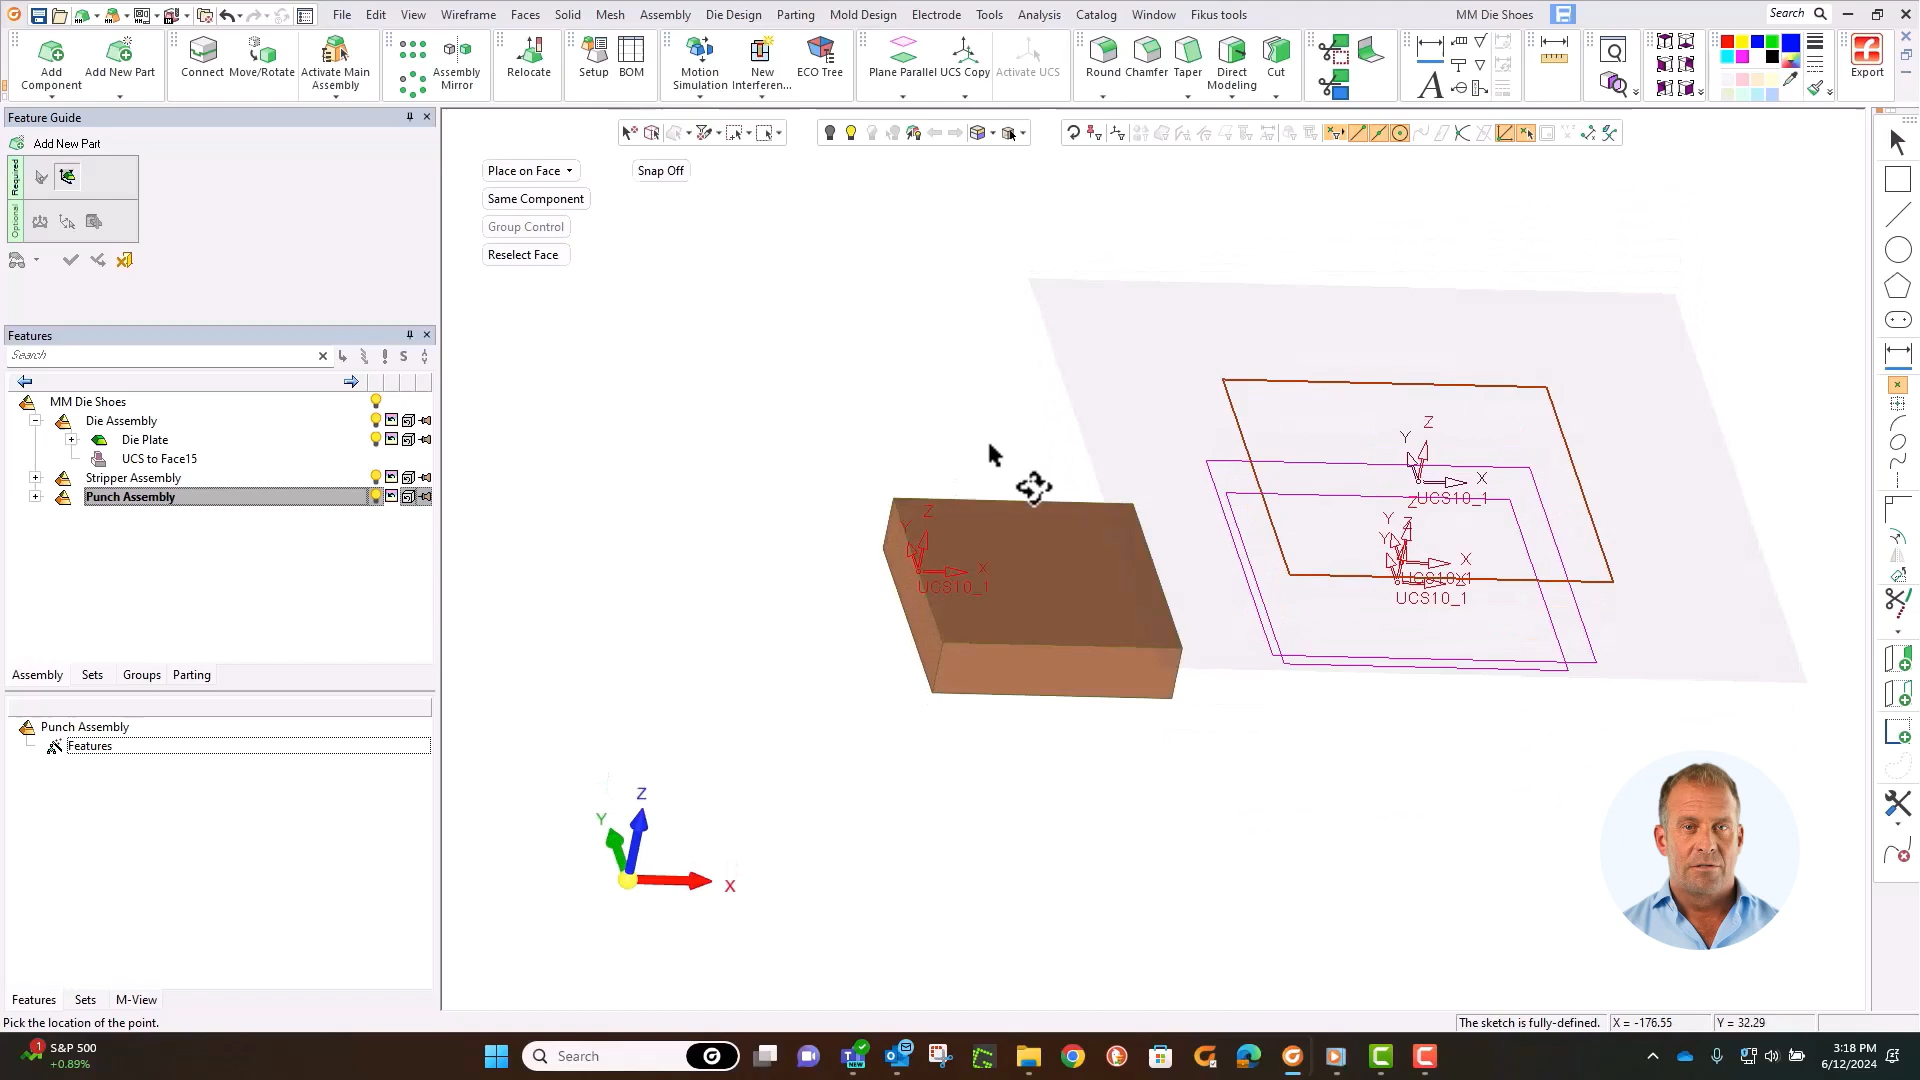 File Edit View Wireframe Faces Solid Mesh Assembly Die Design Parting Mold Design Electrode Tools Analysis Catalog Window Fikus tools MM Die Shoes Search
Add Component
Add New Part
Connect
Move/Rotate
Activate Main Assembly
Assembly Mirror
Relocate
Setup
BOM
Motion Simulation
New Interferen...
ECO Tree
Plane Parallel
UCS Copy
Activate UCS
Round
Chamfer
Taper
Direct Modeling
Cut
A
Export
Feature Guide
Add New Part
Required
Optional
Place on Face
Snap Off
Same Component
Group Control
Reselect Face
Features
Search
S
MM Die Shoes
Die Assembly
Die Plate
UCS to Face15
Stripper Assembly
Punch Assembly
Assembly Sets Groups Parting
Punch Assembly
Features
Features Sets M-View
Z
Y
X
UCS10_1
Z
Y
X
UCS10_1
Z
Y
Z
Y
X
UCS10_1
Z
Y
X
Pick the location of the point.
The sketch is fully-defined. X = -176.55 Y = 32.29
1
S&P 500
+0.89%
Search
NEW
3:18 PM
6/12/2024